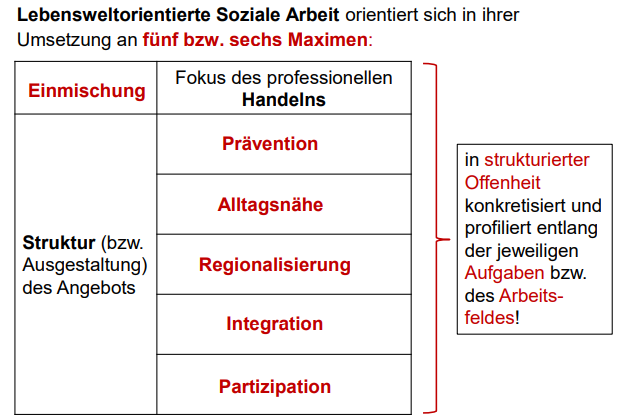 Lebensweltorientierte Soziale Arbeit orientiert sich in ihrer
Umsetzung an fünf bzw. sechs Maximen:
Einmischung
Fokus des professionellen
Handelns
Struktur (bzw.
Ausgestaltung)
des Angebots
Prävention
Alltagsnähe
Regionalisierung
Integration
Partizipation
in strukturierter
Offenheit
konkretisiert und
profiliert entlang
der jeweiligen
Aufgaben bzw.
des Arbeits-
feldes!